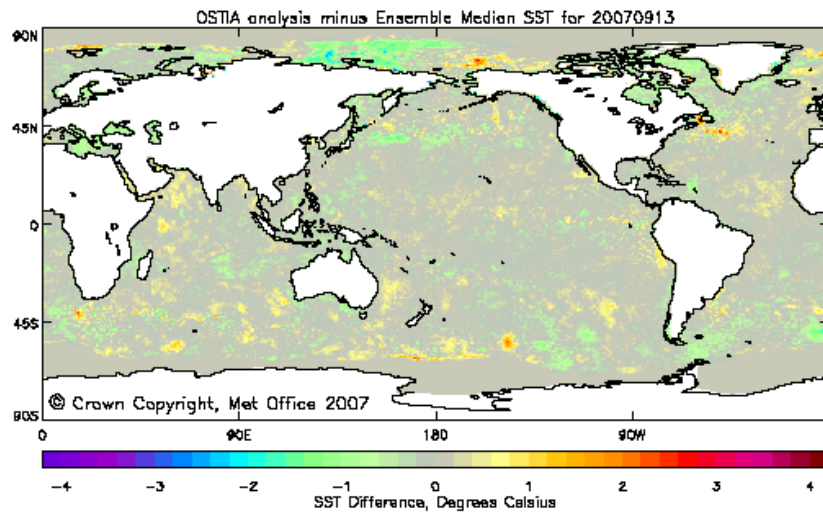 OSTIA analysis minus Ensemble Median SST for 20070913
90N
45N
0
45S
90S
© Crown Copyright, Met Office 2007
0 90E 180 90W
-4 -3 -2 -1 0 1 2 3 4
SST Difference, Degrees Celsius